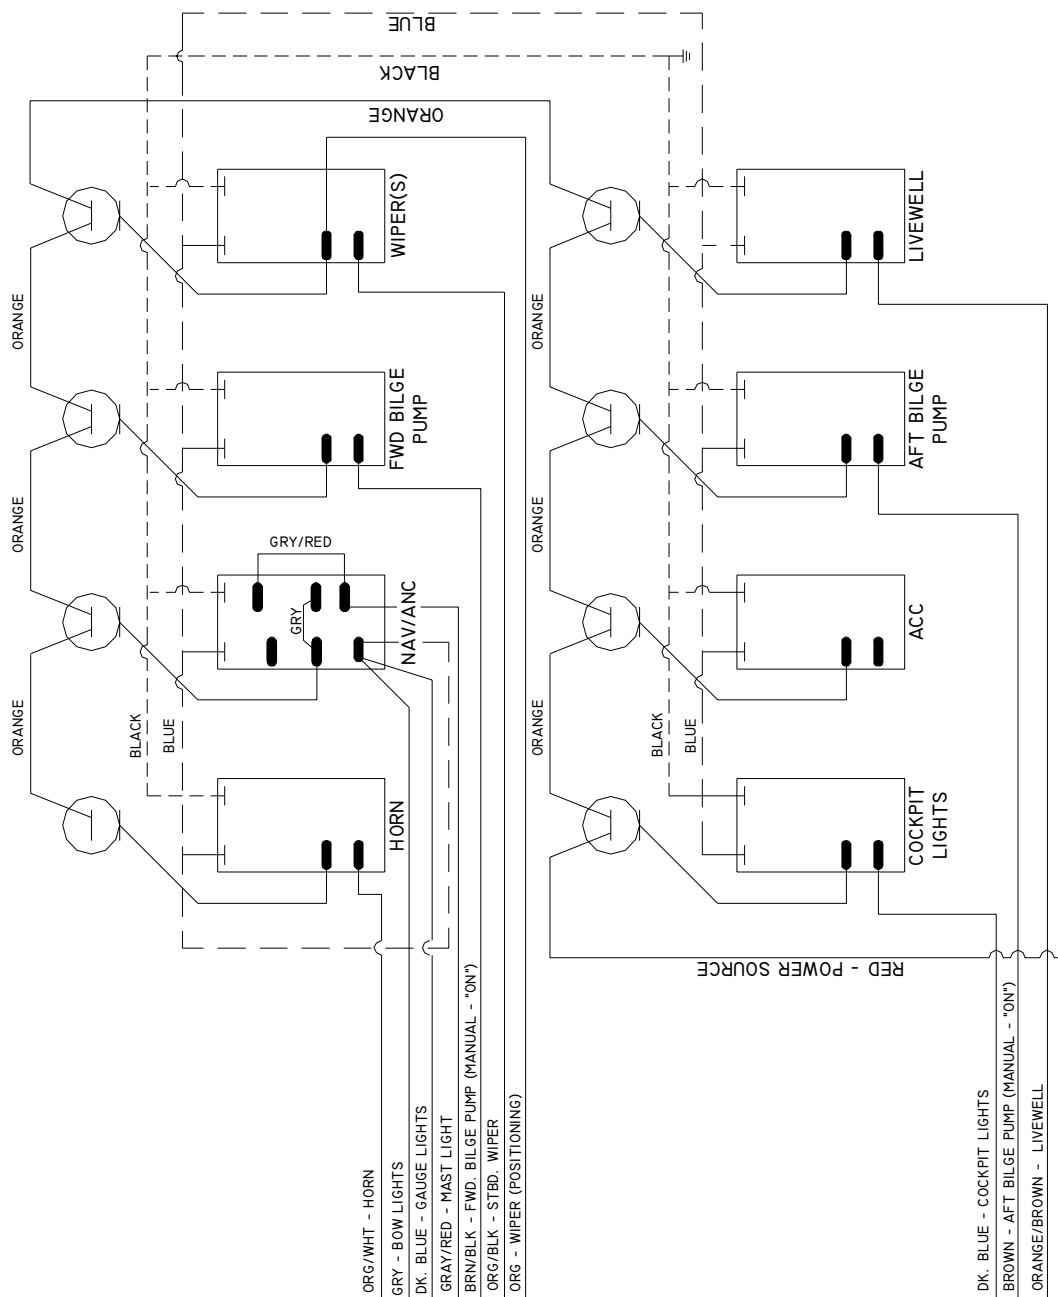 BLUE
BLACK
ORANGE
ORANGE
ORANGE
ORANGE
WIPER(S)
FWD BILGE
PUMP
GRY/RED
GRY
NAV/ANC
BLACK
BLUE
HORN
ORG/WHT - HORN
GRY - BOW LIGHTS
DK. BLUE - GAUGE LIGHTS
GRAY/RED - MAST LIGHT
BRN/BLK - FWD. BILGE PUMP (MANUAL - "ON")
ORG/BLK - STBD. WIPER
ORG - WIPER (POSITIONING)
ORANGE
ORANGE
ORANGE
LIVEWELL
AFT BILGE
PUMP
ACC
BLACK
BLUE
COCKPIT
LIGHTS
RED - POWER SOURCE
DK. BLUE - COCKPIT LIGHTS
BROWN - AFT BILGE PUMP (MANUAL - "ON")
ORANGE/BROWN - LIVEWELL